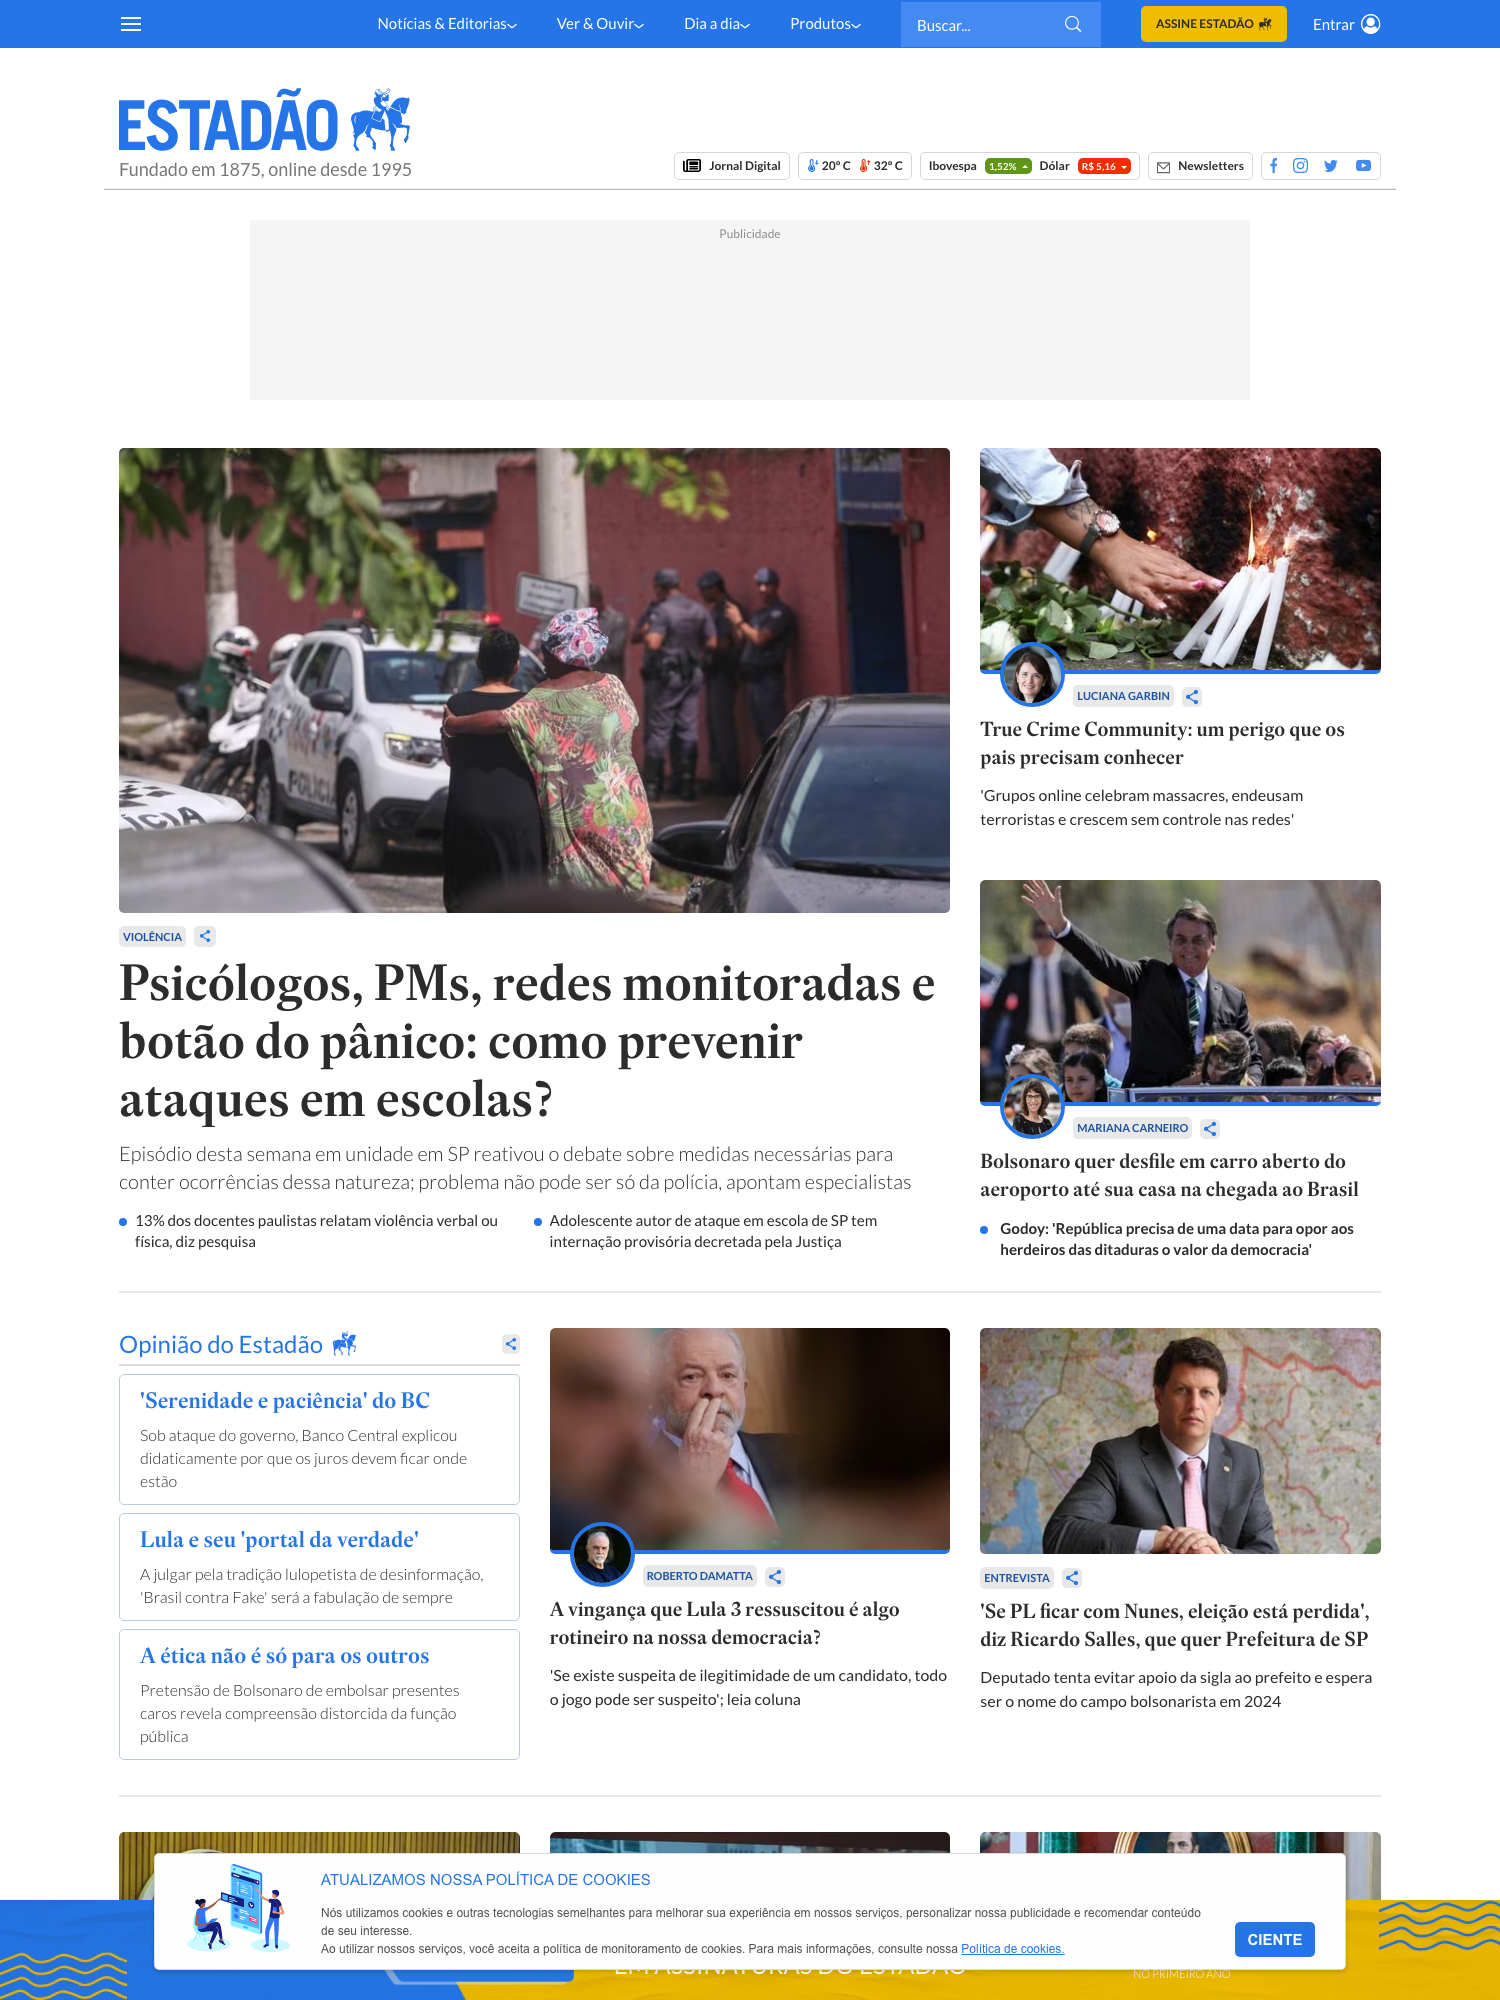 Notícias & Editorias
Ver & Ouvir
Dia a dia
Produtos
Buscar...
ASSINE ESTADÃO
Entrar
ESTADÃO
Fundado em 1875, online desde 1995
Jornal Digital
20º C 32º C
Ibovespa 1,52% Dólar R$ 5,16
Newsletters
Publicidade
POLÍCIA
VIOLÊNCIA
Psicólogos, PMs, redes monitoradas e
botão do pânico: como prevenir
ataques em escolas?
Episódio desta semana em unidade em SP reativou o debate sobre medidas necessárias para
conter ocorrências dessa natureza; problema não pode ser só da polícia, apontam especialistas
13% dos docentes paulistas relatam violência verbal ou
física, diz pesquisa
Adolescente autor de ataque em escola de SP tem
internação provisória decretada pela Justiça
LUCIANA GARBIN
True Crime Community: um perigo que os
pais precisam conhecer
'Grupos online celebram massacres, endeusam
terroristas e crescem sem controle nas redes'
MARIANA CARNEIRO
Bolsonaro quer desfile em carro aberto do
aeroporto até sua casa na chegada ao Brasil
Godoy: 'República precisa de uma data para opor aos
herdeiros das ditaduras o valor da democracia'
Opinião do Estadão
'Serenidade e paciência' do BC
Sob ataque do governo, Banco Central explicou
didaticamente por que os juros devem ficar onde
estão
Lula e seu 'portal da verdade'
A julgar pela tradição lulopetista de desinformação,
'Brasil contra Fake' será a fabulação de sempre
A ética não é só para os outros
Pretensão de Bolsonaro de embolsar presentes
caros revela compreensão distorcida da função
pública
ROBERTO DAMATTA
A vingança que Lula 3 ressuscitou é algo
rotineiro na nossa democracia?
'Se existe suspeita de ilegitimidade de um candidato, todo
o jogo pode ser suspeito'; leia coluna
ENTREVISTA
'Se PL ficar com Nunes, eleição está perdida',
diz Ricardo Salles, que quer Prefeitura de SP
Deputado tenta evitar apoio da sigla ao prefeito e espera
ser o nome do campo bolsonarista em 2024
ATUALIZAMOS NOSSA POLÍTICA DE COOKIES
Nós utilizamos cookies e outras tecnologias semelhantes para melhorar sua experiência em nossos serviços, personalizar nossa publicidade e recomendar conteúdo
de seu interesse.
Ao utilizar nossos serviços, você aceita a política de monitoramento de cookies. Para mais informações, consulte nossa Política de cookies.
CIENTE
EM ASSINATURAS DO ESTADÃO
NO PRIMEIRO ANO